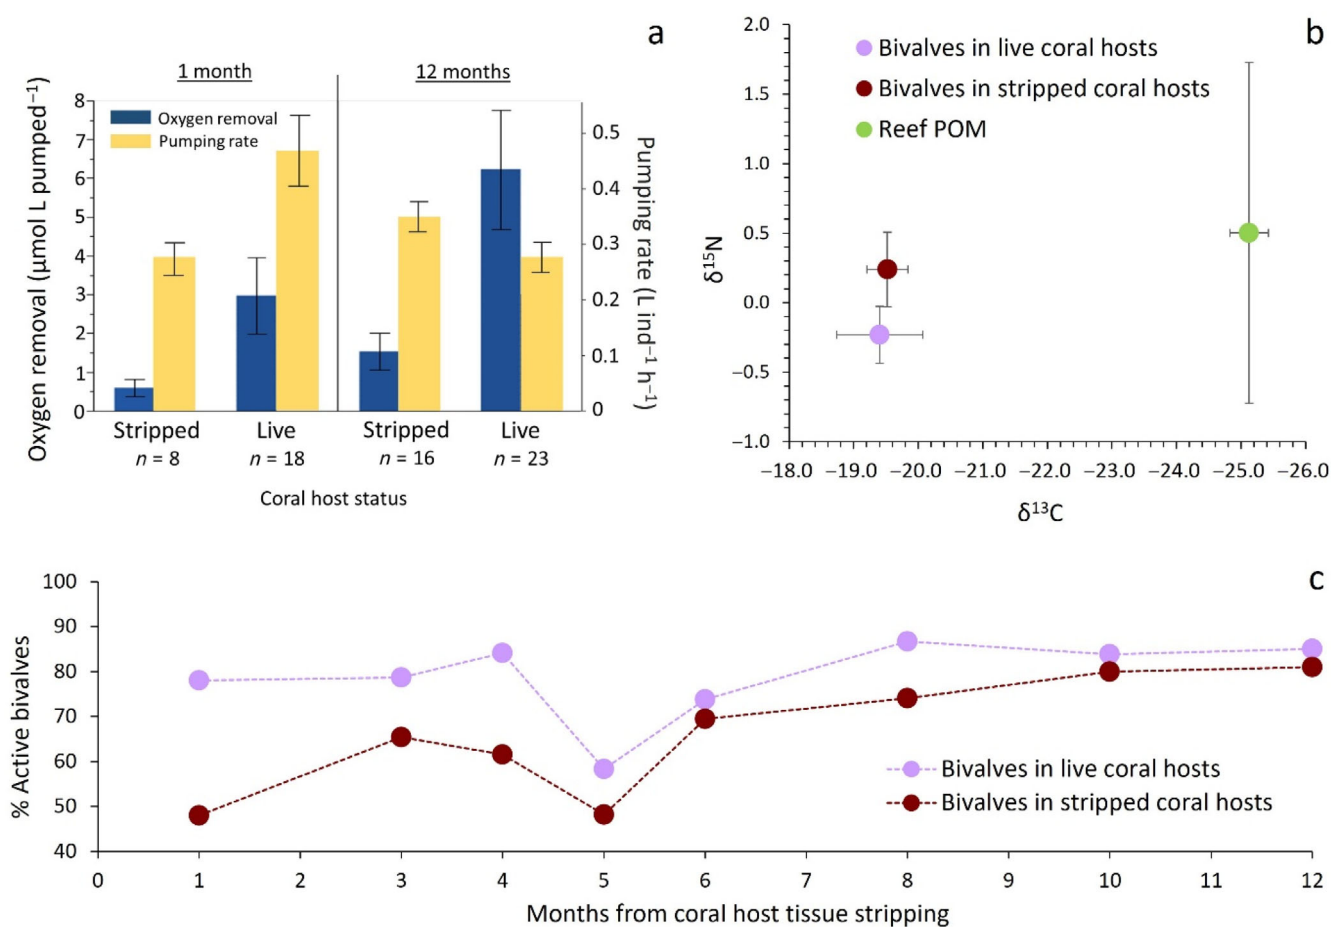 a
1 month
12 months
Oxygen removal (µmol L pumped⁻¹)
8
7
6
5
4
3
2
1
0
Oxygen removal
Pumping rate
0.5
0.4
0.3
0.2
0.1
0
Pumping rate (L ind⁻¹ h⁻¹)
Stripped
Live
Stripped
Live
n = 8
n = 18
n = 16
n = 23
Coral host status
b
2.0
1.5
1.0
0.5
0.0
−0.5
−1.0
δ¹⁵N
Bivalves in live coral hosts
Bivalves in stripped coral hosts
Reef POM
−18.0 −19.0 −20.0 −21.0 −22.0 −23.0 −24.0 −25.0 −26.0
δ¹³C
c
% Active bivalves
100
90
80
70
60
50
40
Bivalves in live coral hosts
Bivalves in stripped coral hosts
0 1 2 3 4 5 6 7 8 9 10 11 12
Months from coral host tissue stripping